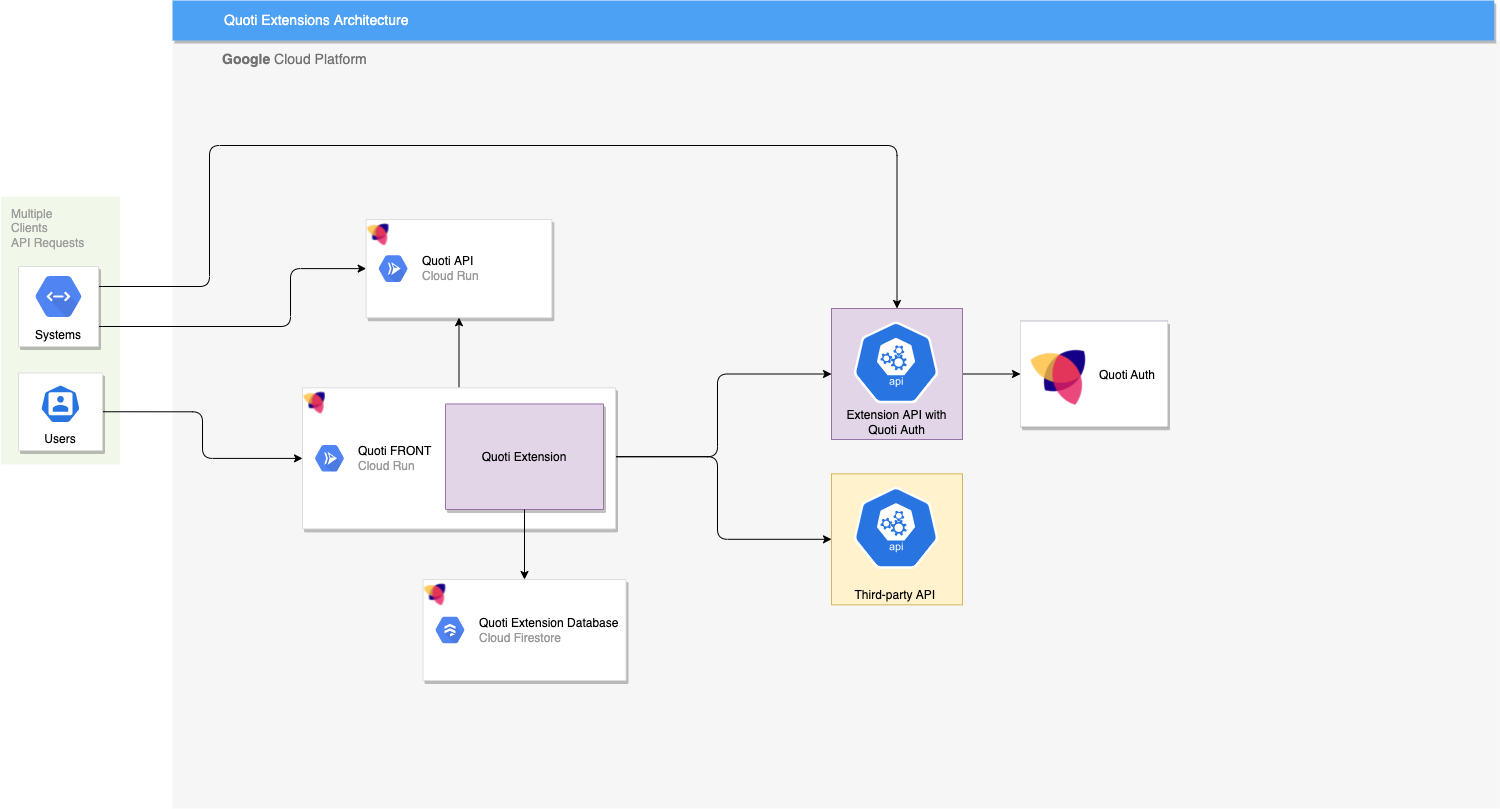 Quoti Extensions Architecture
Google Cloud Platform
Multiple
Clients
API Requests
Systems
Users
Quoti API
Cloud Run
Quoti FRONT
Cloud Run
Quoti Extension
Quoti Extension Database
Cloud Firestore
api
Extension API with
Quoti Auth
Quoti Auth
api
Third-party API